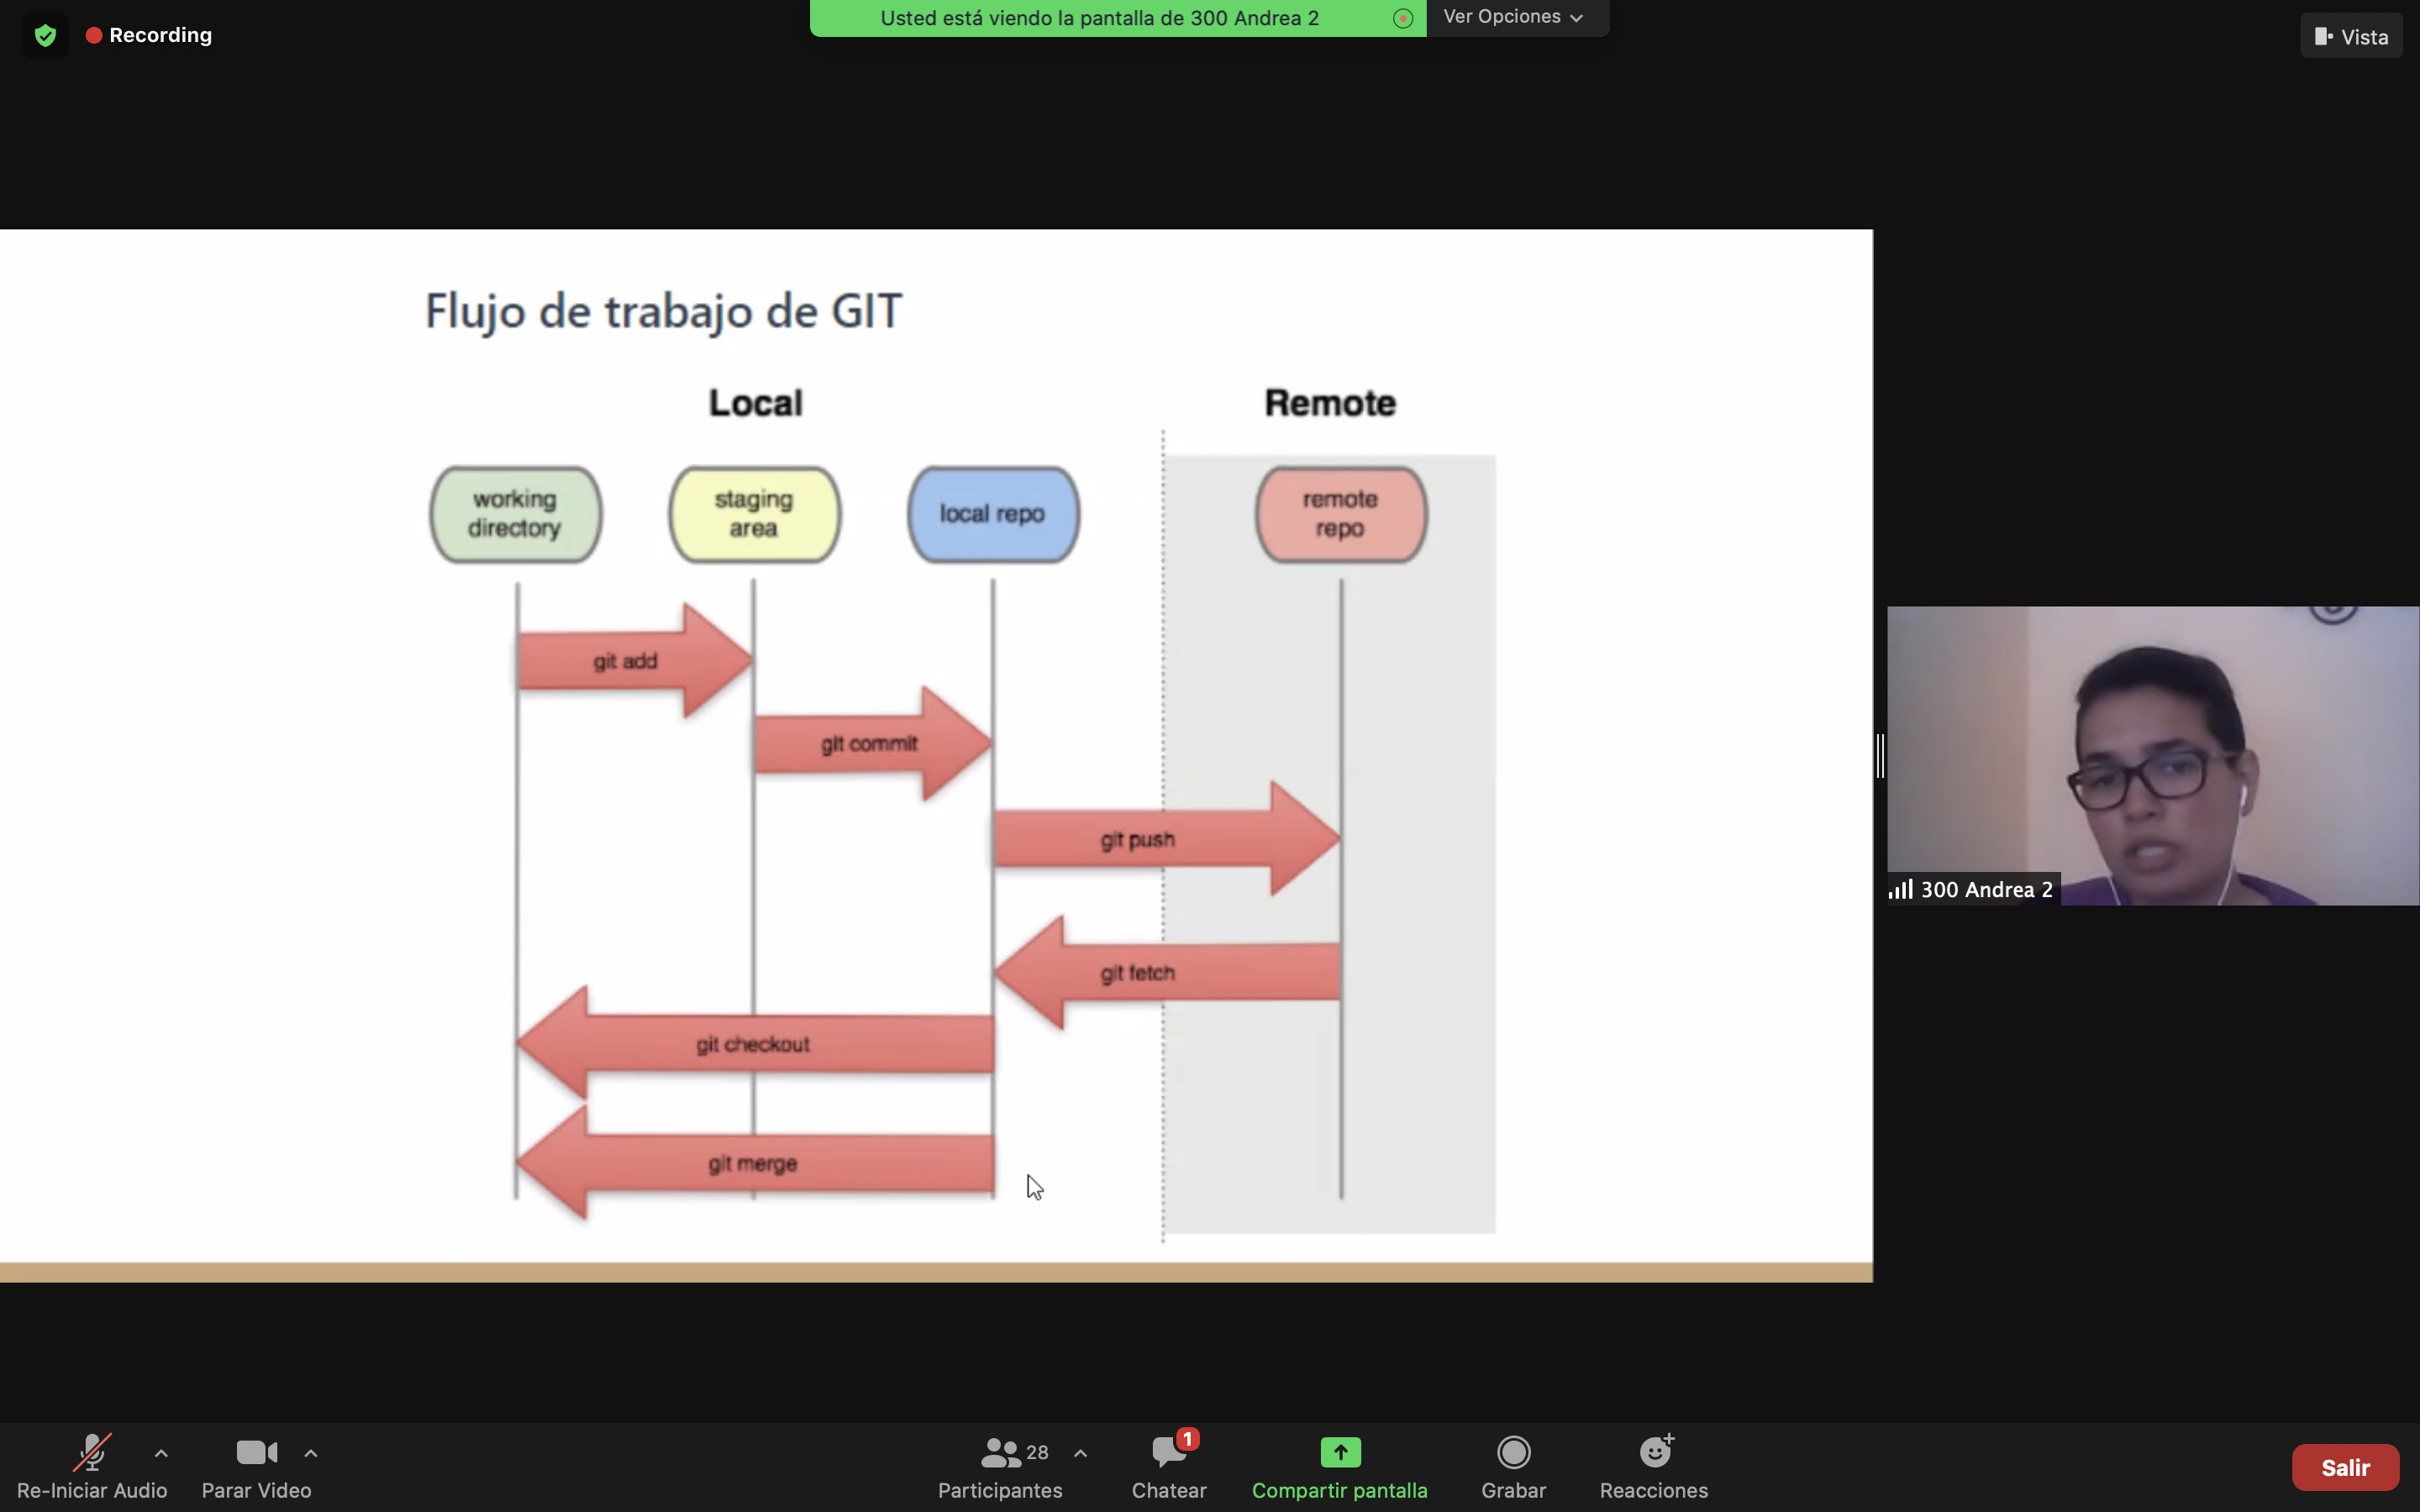 Recording
Usted está viendo la pantalla de 300 Andrea 2
Ver Opciones
Vista
Flujo de trabajo de GIT
Local
Remote
working
directory
staging
area
local repo
remote
repo
git add
git commit
git push
git fetch
git checkout
git merge
300 Andrea 2
Re-Iniciar Audio
Parar Video
28
Participantes
1
Chatear
Compartir pantalla
Grabar
Reacciones
Salir